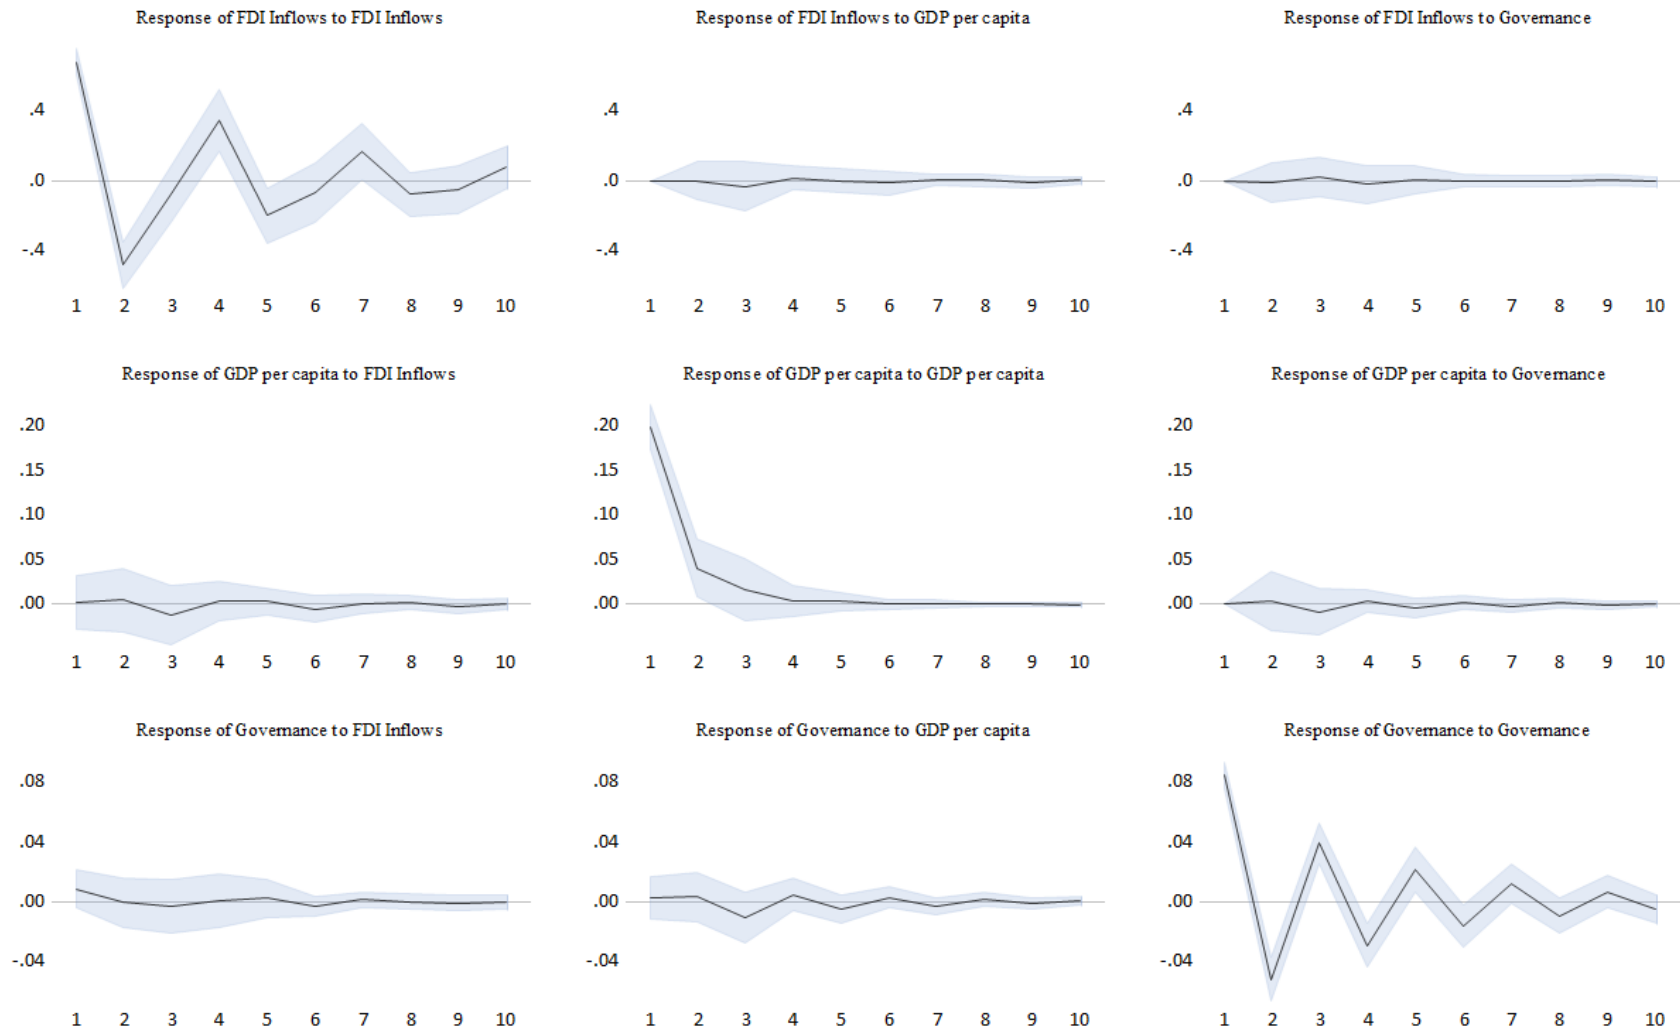 Response of FDI Inflows to FDI Inflows
.4
.0
-.4
1 2 3 4 5 6 7 8 9 10
Response of FDI Inflows to GDP per capita
.4
.0
-.4
1 2 3 4 5 6 7 8 9 10
Response of FDI Inflows to Governance
.4
.0
-.4
1 2 3 4 5 6 7 8 9 10
Response of GDP per capita to FDI Inflows
.20
.15
.10
.05
.00
1 2 3 4 5 6 7 8 9 10
Response of GDP per capita to GDP per capita
.20
.15
.10
.05
.00
1 2 3 4 5 6 7 8 9 10
Response of GDP per capita to Governance
.20
.15
.10
.05
.00
1 2 3 4 5 6 7 8 9 10
Response of Governance to FDI Inflows
.08
.04
.00
-.04
1 2 3 4 5 6 7 8 9 10
Response of Governance to GDP per capita
.08
.04
.00
-.04
1 2 3 4 5 6 7 8 9 10
Response of Governance to Governance
.08
.04
.00
-.04
1 2 3 4 5 6 7 8 9 10